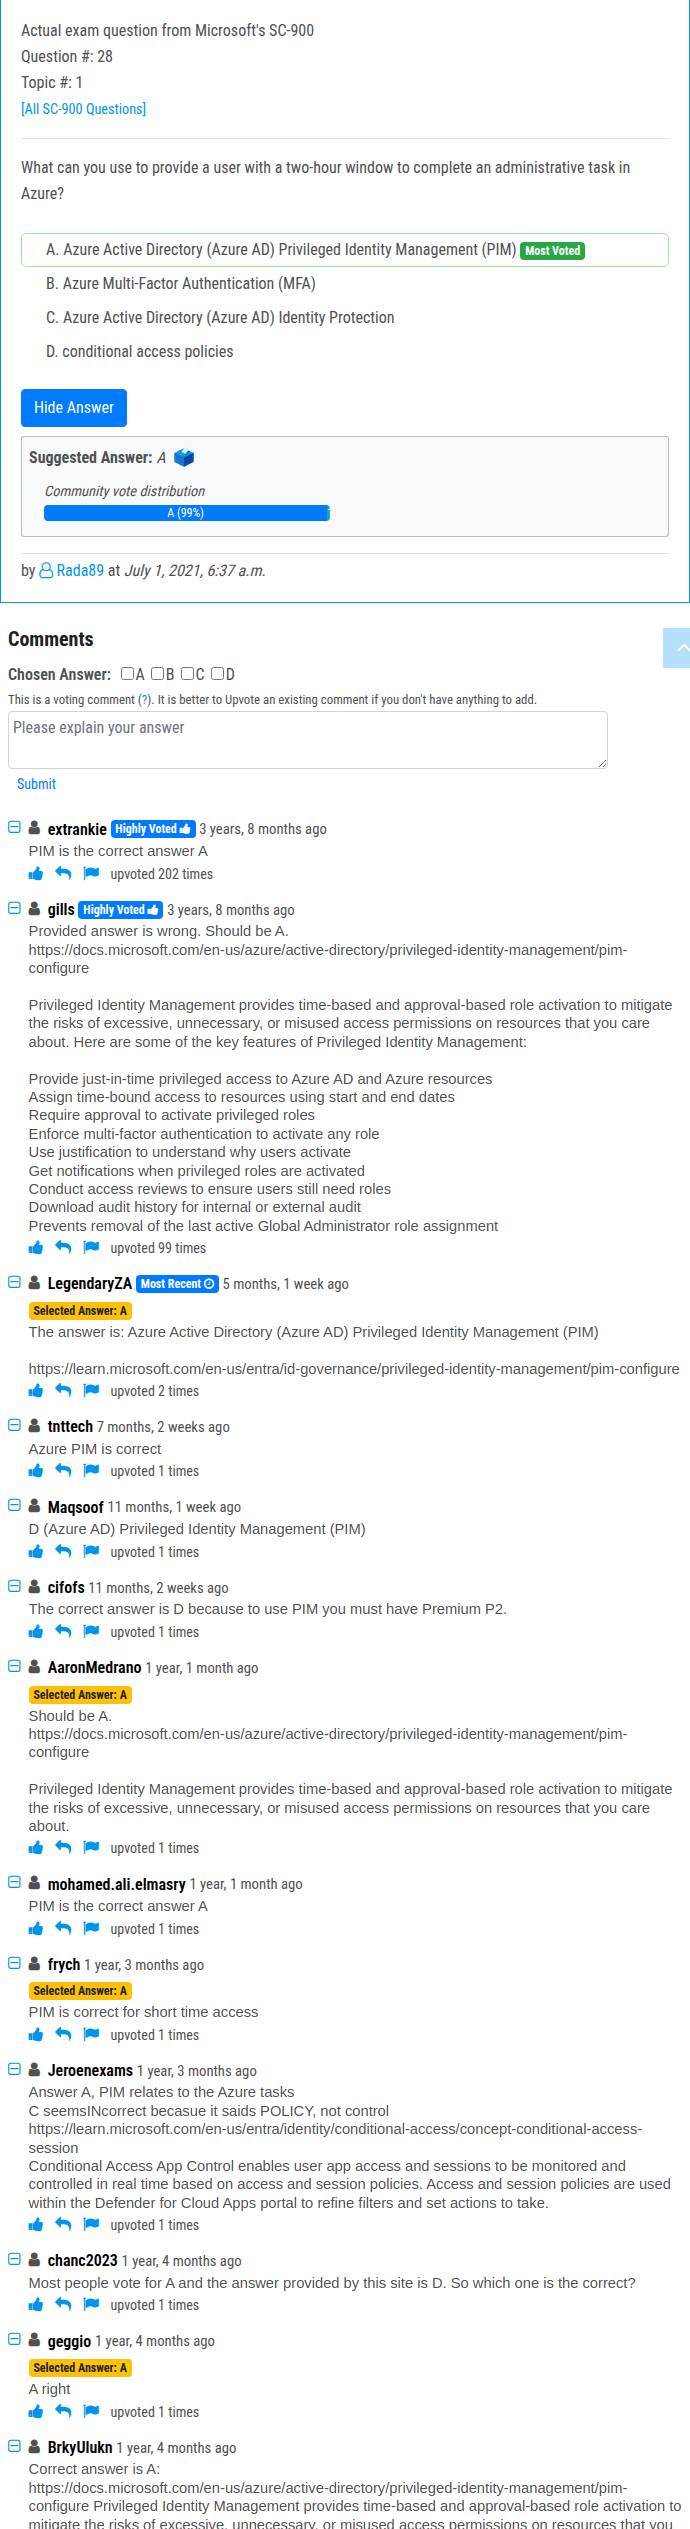 Actual exam question from Microsoft's SC-900
Question #: 28
Topic #: 1
[All SC-900 Questions]
What can you use to provide a user with a two-hour window to complete an administrative task in
Azure?
A. Azure Active Directory (Azure AD) Privileged Identity Management (PIM) Most Voted
B. Azure Multi-Factor Authentication (MFA)
C. Azure Active Directory (Azure AD) Identity Protection
D. conditional access policies
Hide Answer
Suggested Answer: A
Community vote distribution
A (99%)
by Rada89 at July 1, 2021, 6:37 a.m.
Comments
Chosen Answer: A B C D
This is a voting comment (?). It is better to Upvote an existing comment if you don't have anything to add.
Please explain your answer
Submit
extrankie Highly Voted 3 years, 8 months ago
PIM is the correct answer A
upvoted 202 times
gills Highly Voted 3 years, 8 months ago
Provided answer is wrong. Should be A.
https://docs.microsoft.com/en-us/azure/active-directory/privileged-identity-management/pim-
configure
Privileged Identity Management provides time-based and approval-based role activation to mitigate
the risks of excessive, unnecessary, or misused access permissions on resources that you care
about. Here are some of the key features of Privileged Identity Management:
Provide just-in-time privileged access to Azure AD and Azure resources
Assign time-bound access to resources using start and end dates
Require approval to activate privileged roles
Enforce multi-factor authentication to activate any role
Use justification to understand why users activate
Get notifications when privileged roles are activated
Conduct access reviews to ensure users still need roles
Download audit history for internal or external audit
Prevents removal of the last active Global Administrator role assignment
upvoted 99 times
LegendaryZA Most Recent 5 months, 1 week ago
Selected Answer: A
The answer is: Azure Active Directory (Azure AD) Privileged Identity Management (PIM)
https://learn.microsoft.com/en-us/entra/id-governance/privileged-identity-management/pim-configure
upvoted 2 times
tnttech 7 months, 2 weeks ago
Azure PIM is correct
upvoted 1 times
Maqsoof 11 months, 1 week ago
D (Azure AD) Privileged Identity Management (PIM)
upvoted 1 times
cifofs 11 months, 2 weeks ago
The correct answer is D because to use PIM you must have Premium P2.
upvoted 1 times
AaronMedrano 1 year, 1 month ago
Selected Answer: A
Should be A.
https://docs.microsoft.com/en-us/azure/active-directory/privileged-identity-management/pim-
configure
Privileged Identity Management provides time-based and approval-based role activation to mitigate
the risks of excessive, unnecessary, or misused access permissions on resources that you care
about.
upvoted 1 times
mohamed.ali.elmasry 1 year, 1 month ago
PIM is the correct answer A
upvoted 1 times
frych 1 year, 3 months ago
Selected Answer: A
PIM is correct for short time access
upvoted 1 times
Jeroenexams 1 year, 3 months ago
Answer A, PIM relates to the Azure tasks
C seemsINcorrect becasue it saids POLICY, not control
https://learn.microsoft.com/en-us/entra/identity/conditional-access/concept-conditional-access-
session
Conditional Access App Control enables user app access and sessions to be monitored and
controlled in real time based on access and session policies. Access and session policies are used
within the Defender for Cloud Apps portal to refine filters and set actions to take.
upvoted 1 times
chanc2023 1 year, 4 months ago
Most people vote for A and the answer provided by this site is D. So which one is the correct?
upvoted 1 times
geggio 1 year, 4 months ago
Selected Answer: A
A right
upvoted 1 times
BrkyUlukn 1 year, 4 months ago
Correct answer is A:
https://docs.microsoft.com/en-us/azure/active-directory/privileged-identity-management/pim-
configure Privileged Identity Management provides time-based and approval-based role activation to
mitigate the risks of excessive, unnecessary, or misused access permissions on resources that you